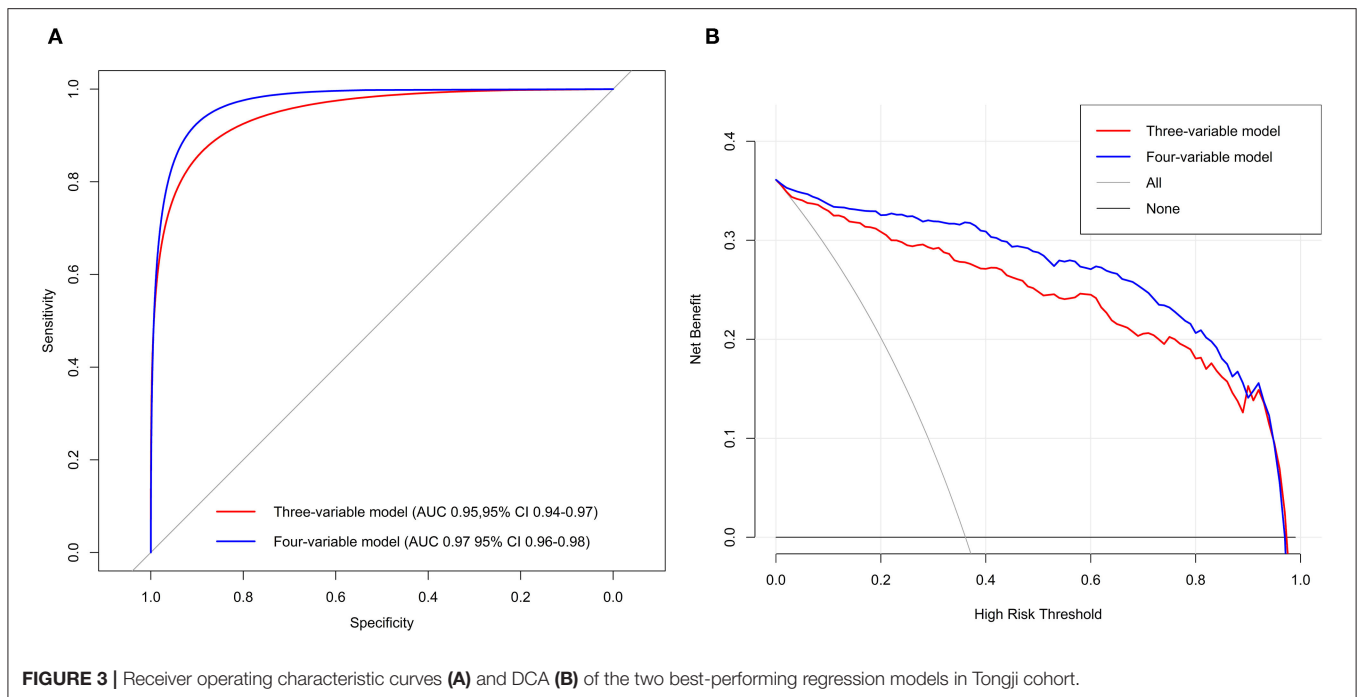 A
1.0
0.8
0.6
0.4
0.2
0.0
Sensitivity
Three-variable model (AUC 0.95,95% CI 0.94-0.97)
Four-variable model (AUC 0.97 95% CI 0.96-0.98)
1.0 0.8 0.6 0.4 0.2 0.0
Specificity
B
0.4
0.3
0.2
0.1
0.0
Net Benefit
Three-variable model
Four-variable model
All
None
0.0 0.2 0.4 0.6 0.8 1.0
High Risk Threshold
FIGURE 3 | Receiver operating characteristic curves (A) and DCA (B) of the two best-performing regression models in Tongji cohort.